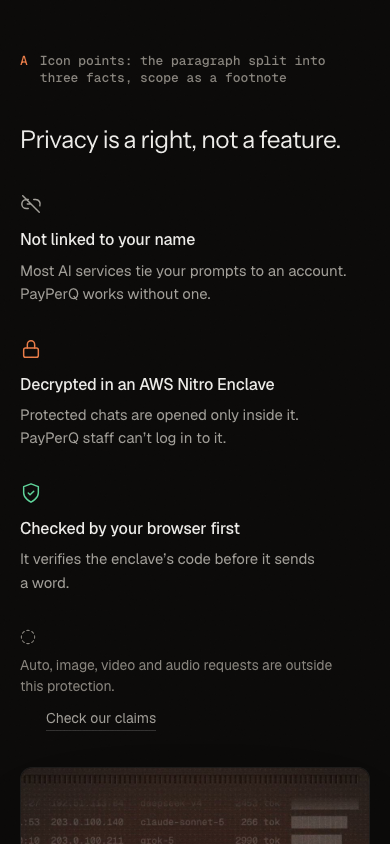 A Icon points: the paragraph split into
three facts, scope as a footnote
Privacy is a right, not a feature.
Not linked to your name
Most AI services tie your prompts to an account.
PayPerQ works without one.
Decrypted in an AWS Nitro Enclave
Protected chats are opened only inside it.
PayPerQ staff can’t log in to it.
Checked by your browser first
It verifies the enclave’s code before it sends
a word.
Auto, image, video and audio requests are outside
this protection.
Check our claims
:53 203.0.100.140 claude-sonnet-5 266 tok
0:10 203.0.100.211 grok-5 2990 tok